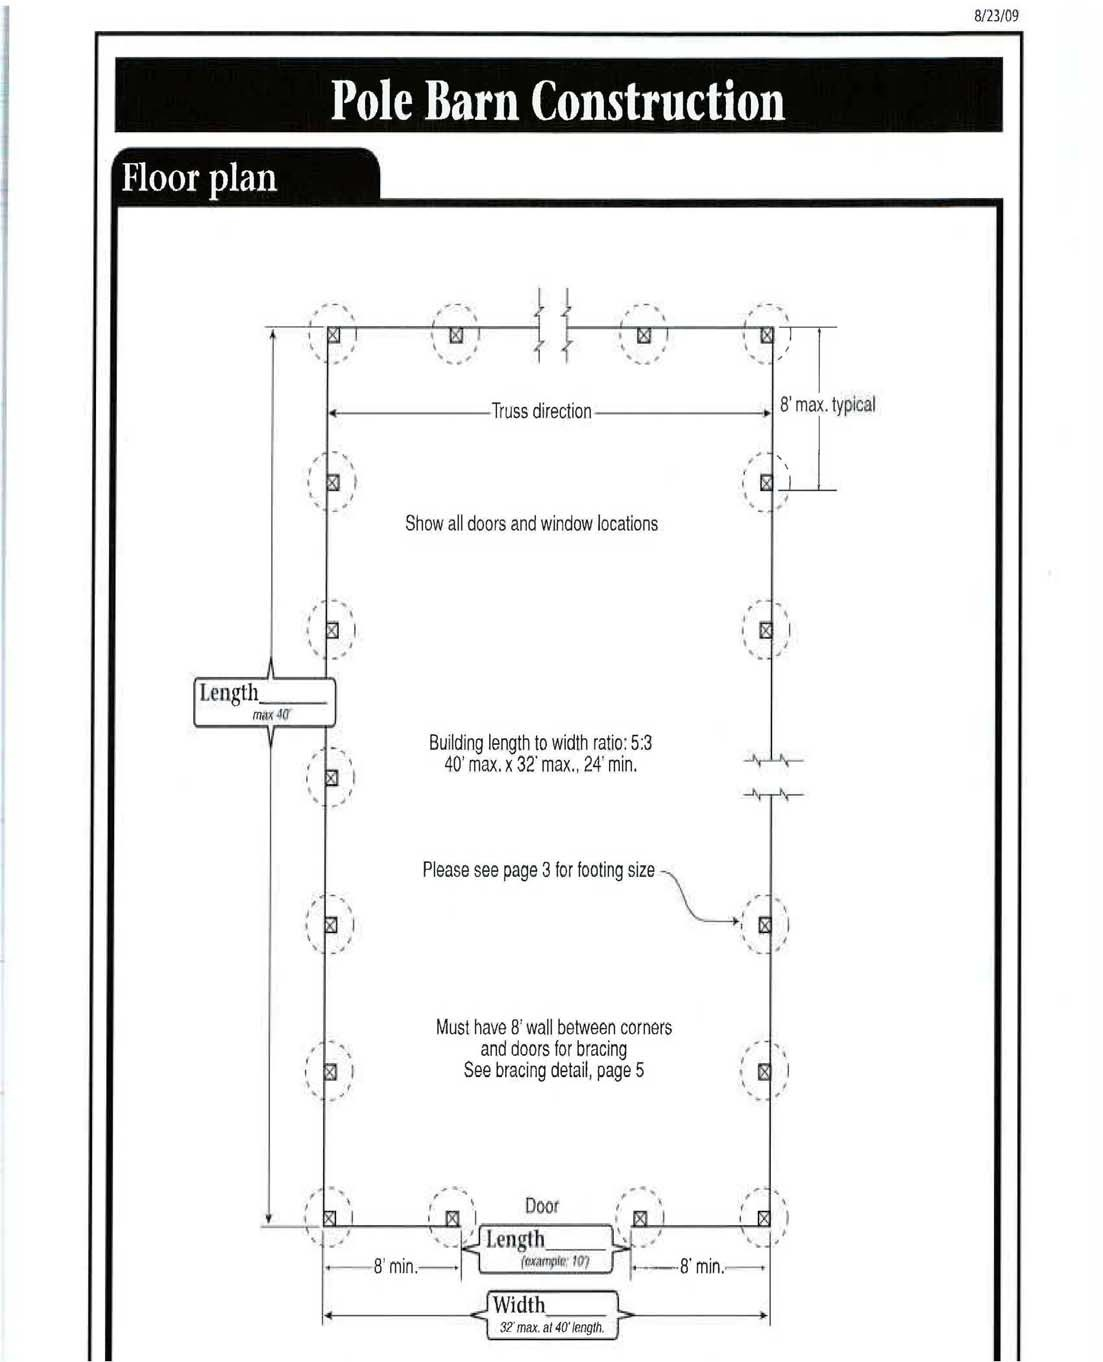 8/23/09
Pole Barn Construction
Floor plan
Truss direction
8' max. typical
Show all doors and window locations
Length
max 40'
Building length to width ratio: 5:3
40' max. x 32' max., 24' min.
Please see page 3 for footing size
Must have 8' wall between corners
and doors for bracing
See bracing detail, page 5
Door
Length
(example: 10')
8' min.
8' min.
Width
32' max. at 40' length.